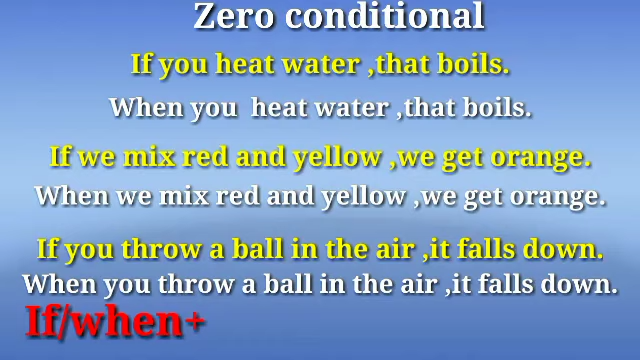 Zero conditional
If you heat water ,that boils.
When you heat water ,that boils.
If we mix red and yellow ,we get orange.
When we mix red and yellow ,we get orange.
If you throw a ball in the air ,it falls down.
When you throw a ball in the air ,it falls down.
If/when+